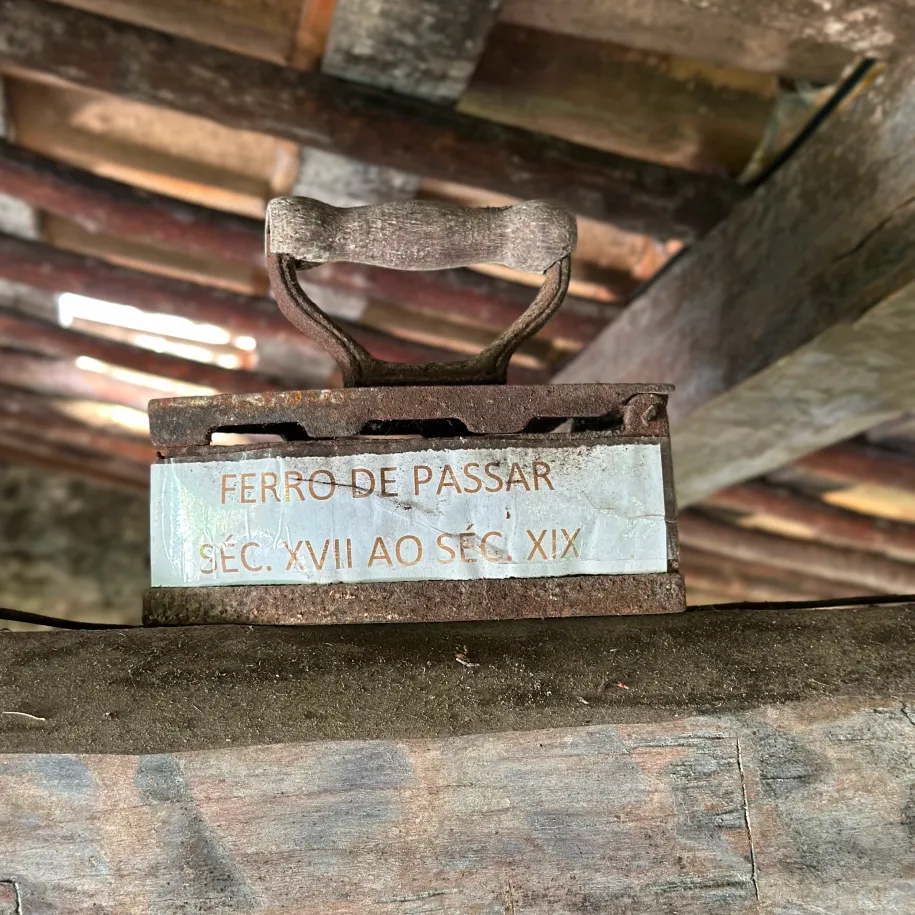 FERRO DE PASSAR
SÉC. XVII AO SÉC. XIX